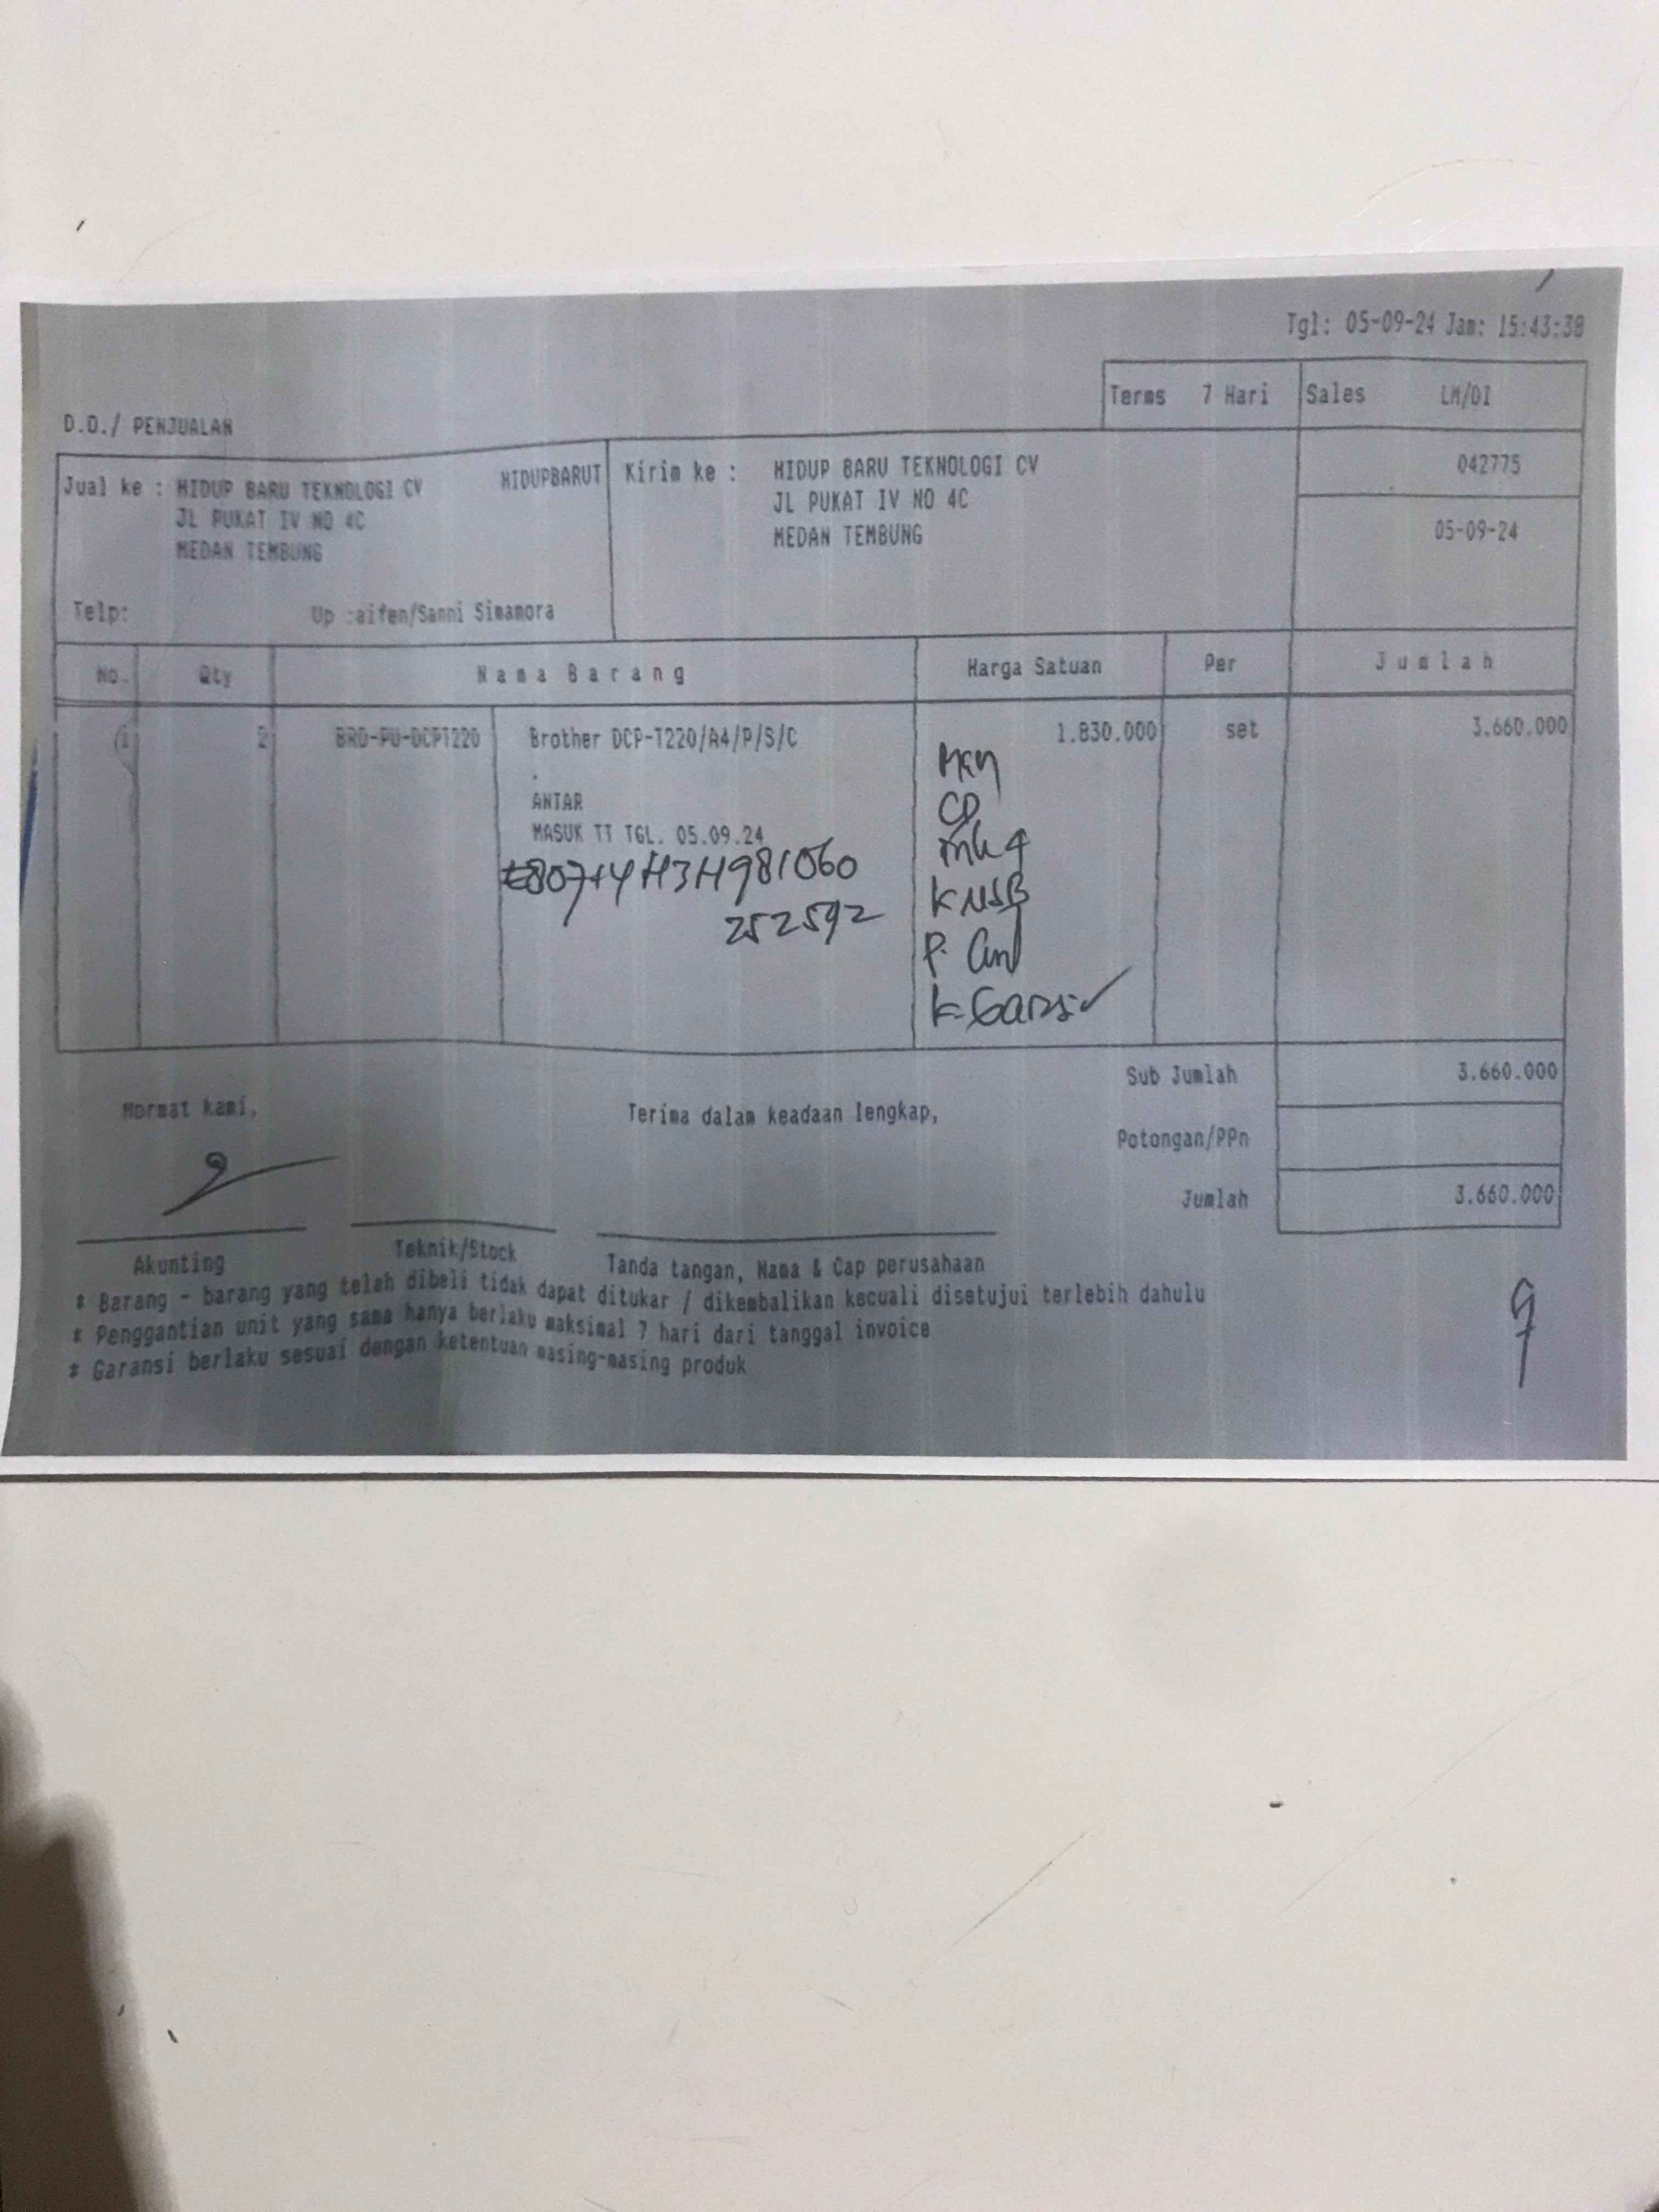 Tgl: 05-09-24 Jam: 15:43:38
Terms 7 Hari Sales LM/DI
D.O./ PENJUALAN
Jual ke : HIDUP BARU TEKNOLOGI CV HIDUPBARUT
JL PUKAT IV NO 4C
MEDAN TEMBUNG
Telp: Up :aifen/Sanni Simamora
Kirim ke : HIDUP BARU TEKNOLOGI CV
JL PUKAT IV NO 4C
MEDAN TEMBUNG
042775
05-09-24
No. Qty Nama Barang Harga Satuan Per Jumlah
1 2 BRD-PU-DCPT220 Brother DCP-T220/A4/P/S/C 1.830.000 set 3.660.000
.
ANTAR
MASUK TT TGL. 05.09.24
H3H981060
252592
CD
K USB
K. Garsi
Sub Jumlah 3.660.000
Potongan/PPn
Jumlah 3.660.000
Hormat kami, Terima dalam keadaan lengkap,
Akunting Teknik/Stock Tanda tangan, Nama & Cap perusahaan
* Barang - barang yang telah dibeli tidak dapat ditukar / dikembalikan kecuali disetujui terlebih dahulu
* Penggantian unit yang sama hanya berlaku maksimal 7 hari dari tanggal invoice
* Garansi berlaku sesuai dengan ketentuan masing-masing produk